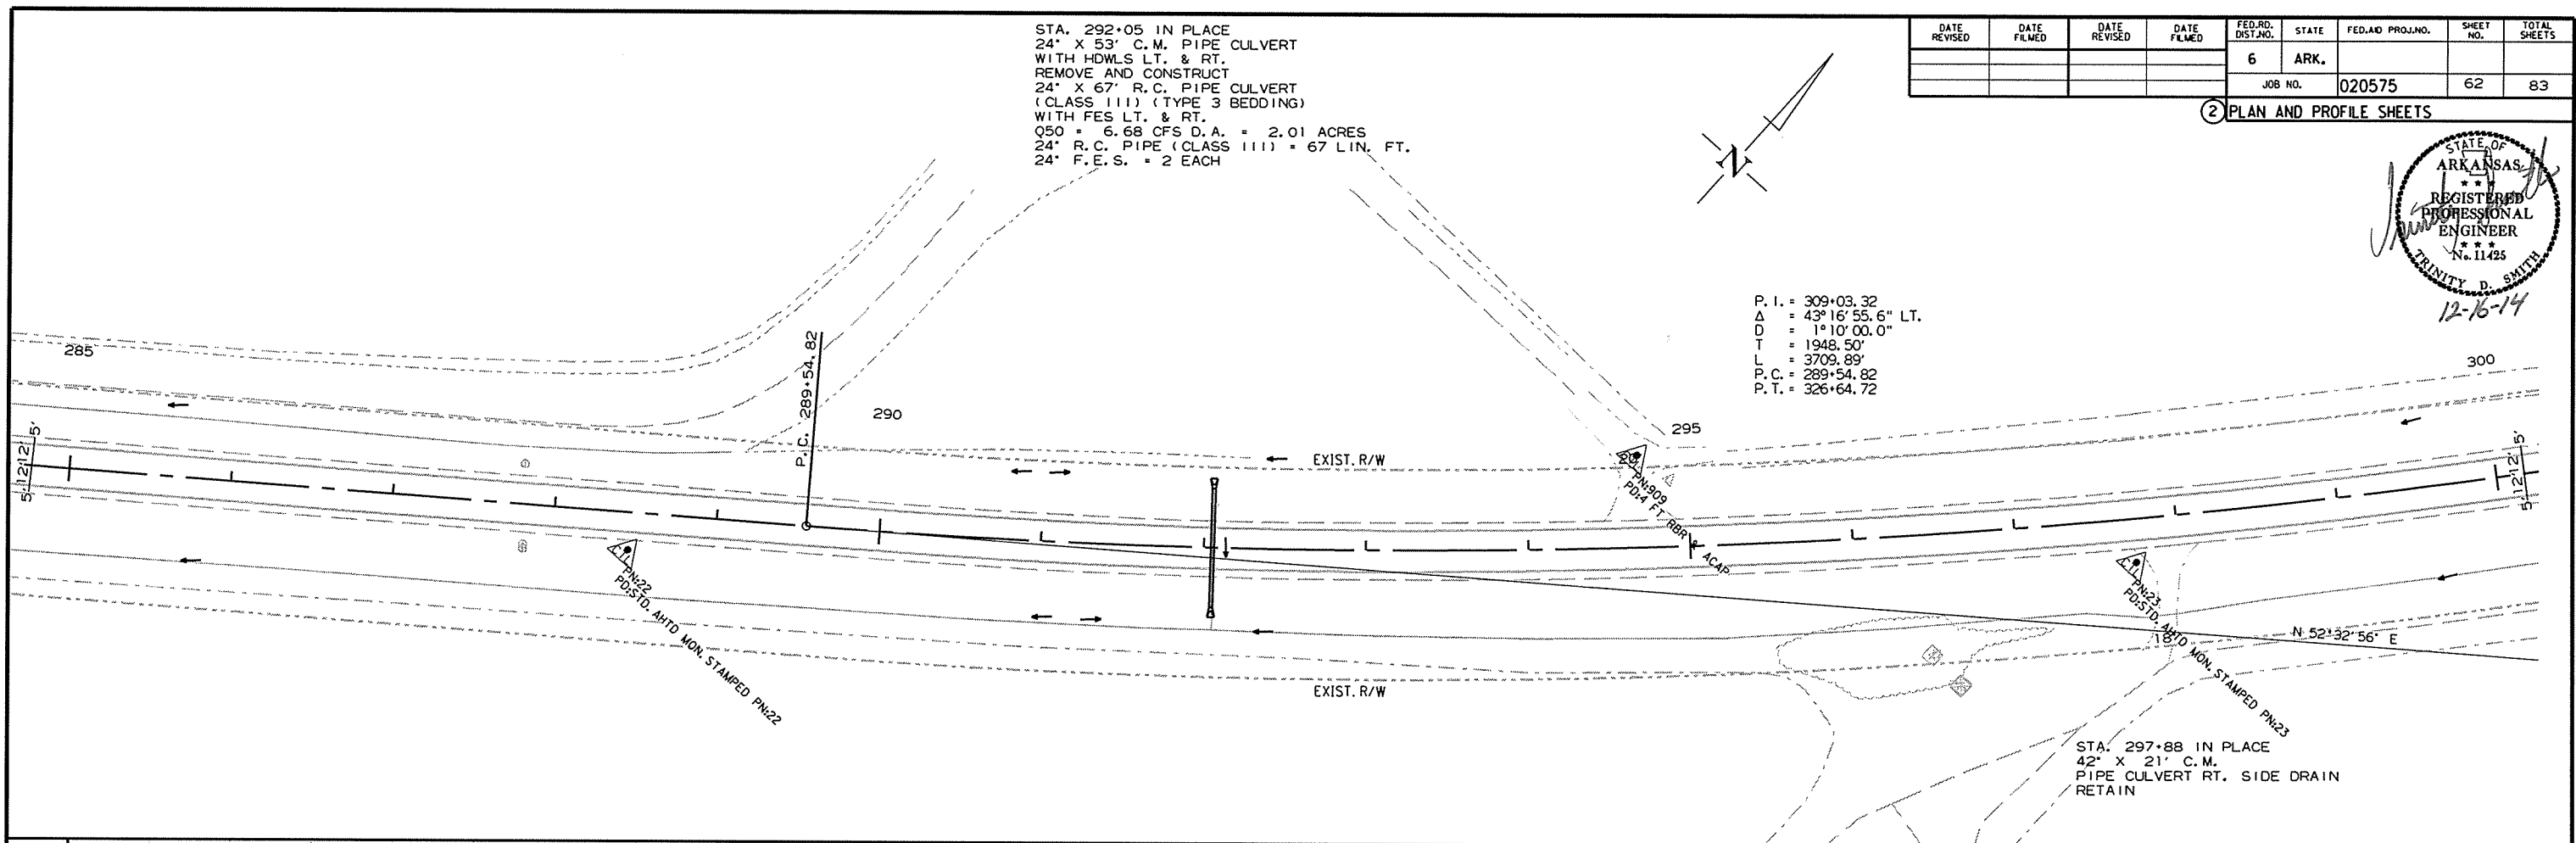 STA. 292+05 IN PLACE
24" X 53' C.M. PIPE CULVERT
WITH HDWLS LT. & RT.
REMOVE AND CONSTRUCT
24" X 67' R.C. PIPE CULVERT
(CLASS III) (TYPE 3 BEDDING)
WITH FES LT. & RT.
Q50 = 6.68 CFS D.A. = 2.01 ACRES
24" R.C. PIPE (CLASS III) = 67 LIN. FT.
24" F.E.S. = 2 EACH
DATE REVISED
DATE FILMED
DATE REVISED
DATE FILMED
FED.RD. DIST.NO.
STATE
FED.AID PROJ.NO.
SHEET NO.
TOTAL SHEETS
6 ARK.
JOB NO. 020575 62 83
2 PLAN AND PROFILE SHEETS
N
STATE OF
ARKANSAS
REGISTERED
PROFESSIONAL
ENGINEER
No. 11425
TRINITY D. SMITH
12-16-14
P.I. = 309+03.32
Δ = 43°16'55.6" LT.
D = 1°10'00.0"
T = 1948.50'
L = 3709.89'
P.C. = 289+54.82
P.T. = 326+64.72
285
290
295
300
P.C. 289+54.82
5' 12' 12' 5'
5' 12' 12' 5'
EXIST. R/W
EXIST. R/W
PN:909
PD:4 FT RBR & ACAP
CTL
PN:22
PD:STD. AHTD MON. STAMPED PN:22
CTL
PN:23
PD:STD. AHTD MON. STAMPED PN:23
18"
N 52°32'56" E
STA. 297+88 IN PLACE
42" X 21' C.M.
PIPE CULVERT RT. SIDE DRAIN
RETAIN